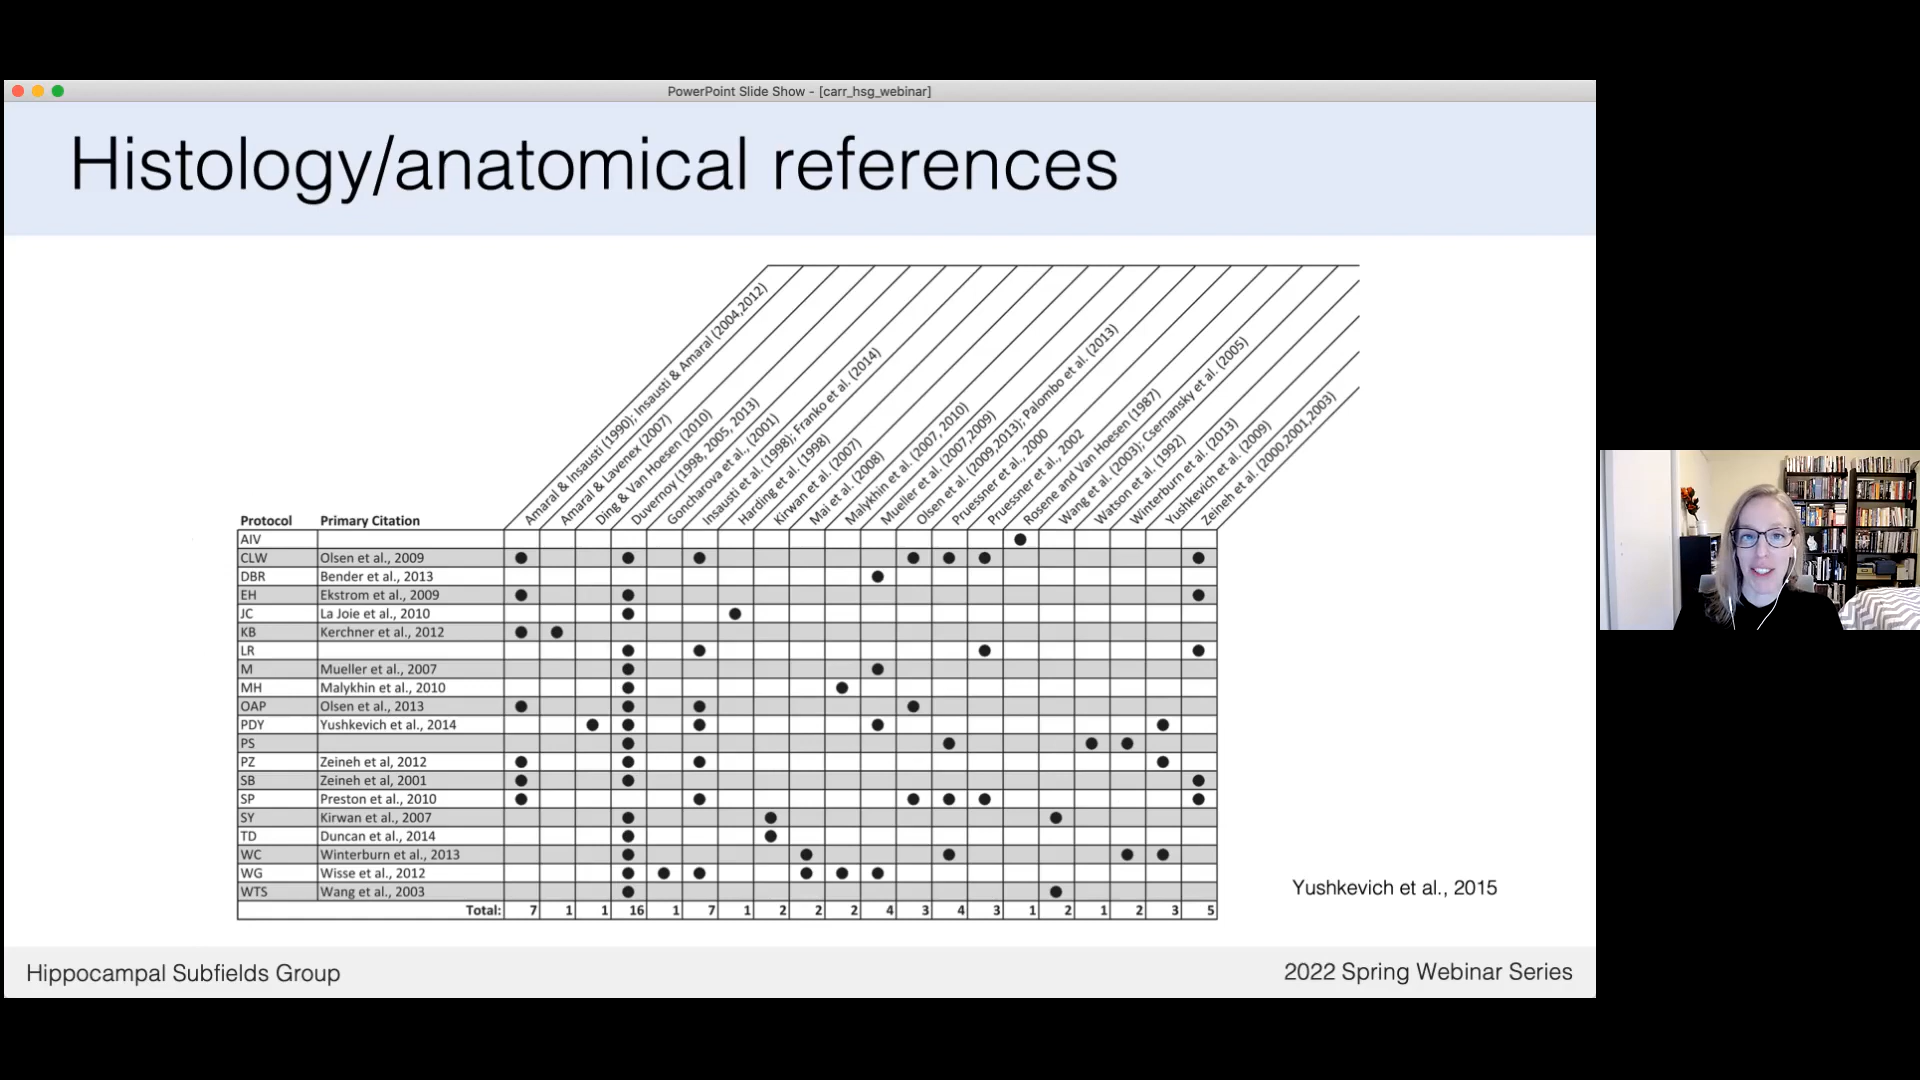 PowerPoint Slide Show - [carr_hsg_webinar]
Histology/anatomical references
Amaral & Insausti (1990); Insausti & Amaral (2004,2012)
Amaral & Lavenex (2007)
Ding & Van Hoesen (2010)
Duvernoy (1998, 2005, 2013)
Goncharova et al., (2001)
Insausti et al. (1998); Franko et al. (2014)
Harding et al. (1998)
Kirwan et al. (2007)
Mai et al. (2008)
Malykhin et al. (2007, 2010)
Mueller et al. (2007,2009)
Olsen et al. (2009,2013); Palombo et al. (2013)
Pruessner et al., 2000
Pruessner et al., 2002
Rosene and Van Hoesen (1987)
Wang et al. (2003); Csernansky et al. (2005)
Watson et al. (1992)
Winterburn et al. (2013)
Yushkevich et al. (2009)
Zeineh et al. (2000,2001,2003)
Protocol Primary Citation
AIV
CLW Olsen et al., 2009
DBR Bender et al., 2013
EH Ekstrom et al., 2009
JC La Joie et al., 2010
KB Kerchner et al., 2012
LR
M Mueller et al., 2007
MH Malykhin et al., 2010
OAP Olsen et al., 2013
PDY Yushkevich et al., 2014
PS
PZ Zeineh et al, 2012
SB Zeineh et al, 2001
SP Preston et al., 2010
SY Kirwan et al., 2007
TD Duncan et al., 2014
WC Winterburn et al., 2013
WG Wisse et al., 2012
WTS Wang et al., 2003
Total: 7 1 1 16 1 7 1 2 2 2 4 3 4 3 1 2 1 2 3 5
Yushkevich et al., 2015
Hippocampal Subfields Group
2022 Spring Webinar Series